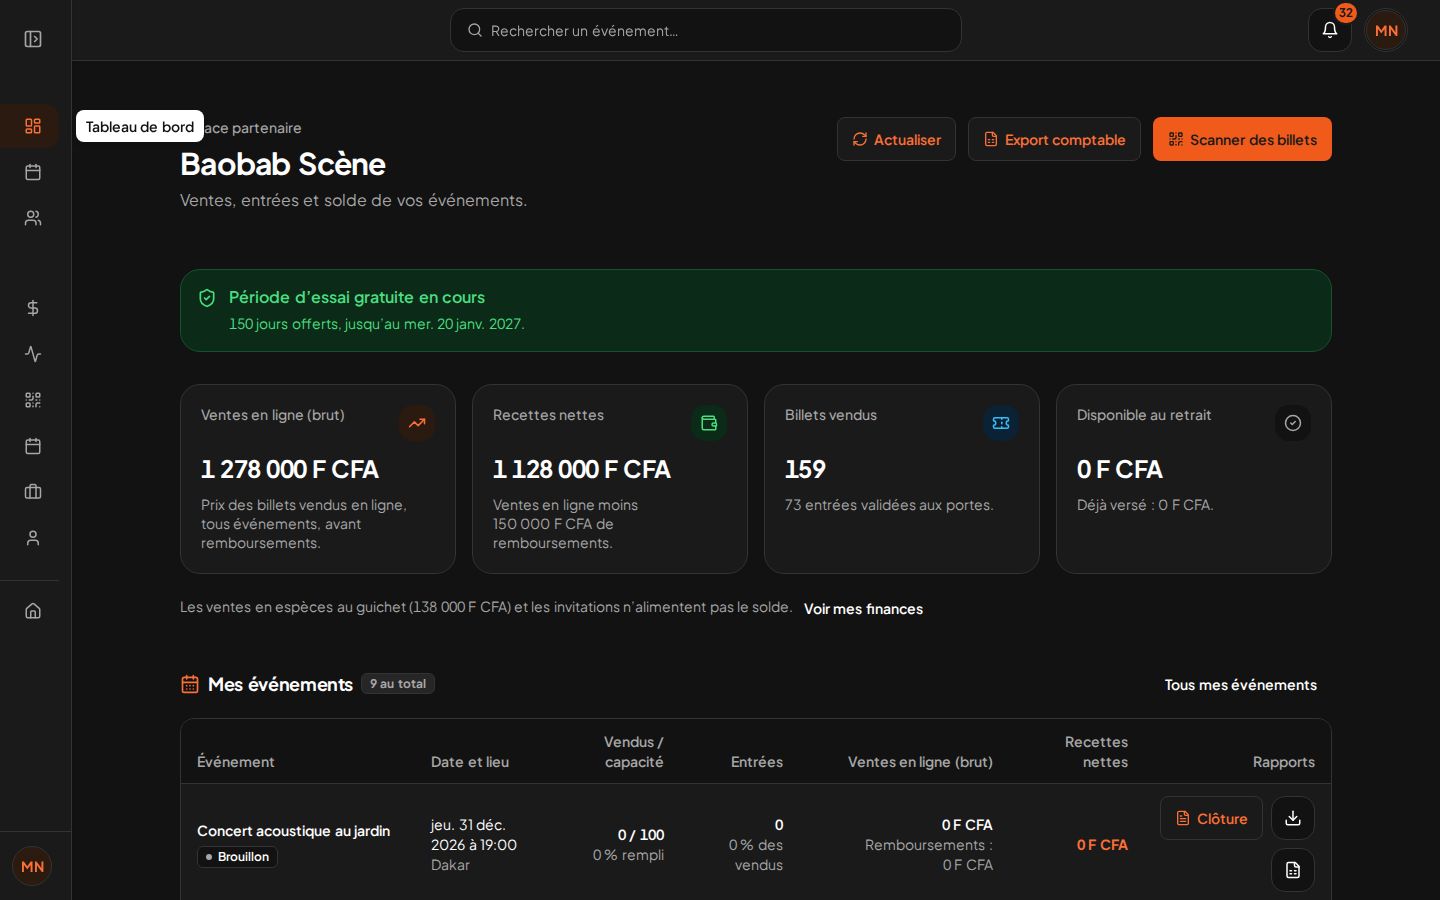 Rechercher un événement…
32
MN
Tableau de bord
ace partenaire
Baobab Scène
Ventes, entrées et solde de vos événements.
Actualiser
Export comptable
Scanner des billets
Période d'essai gratuite en cours
150 jours offerts, jusqu'au mer. 20 janv. 2027.
Ventes en ligne (brut)
1 278 000 F CFA
Prix des billets vendus en ligne,
tous événements, avant
remboursements.
Recettes nettes
1 128 000 F CFA
Ventes en ligne moins
150 000 F CFA de
remboursements.
Billets vendus
159
73 entrées validées aux portes.
Disponible au retrait
0 F CFA
Déjà versé : 0 F CFA.
Les ventes en espèces au guichet (138 000 F CFA) et les invitations n'alimentent pas le solde.
Voir mes finances
Mes événements
9 au total
Tous mes événements
Événement
Date et lieu
Vendus /
capacité
Entrées
Ventes en ligne (brut)
Recettes
nettes
Rapports
Concert acoustique au jardin
Brouillon
jeu. 31 déc.
2026 à 19:00
Dakar
0 / 100
0 % rempli
0
0 % des
vendus
0 F CFA
Remboursements :
0 F CFA
0 F CFA
Clôture
MN